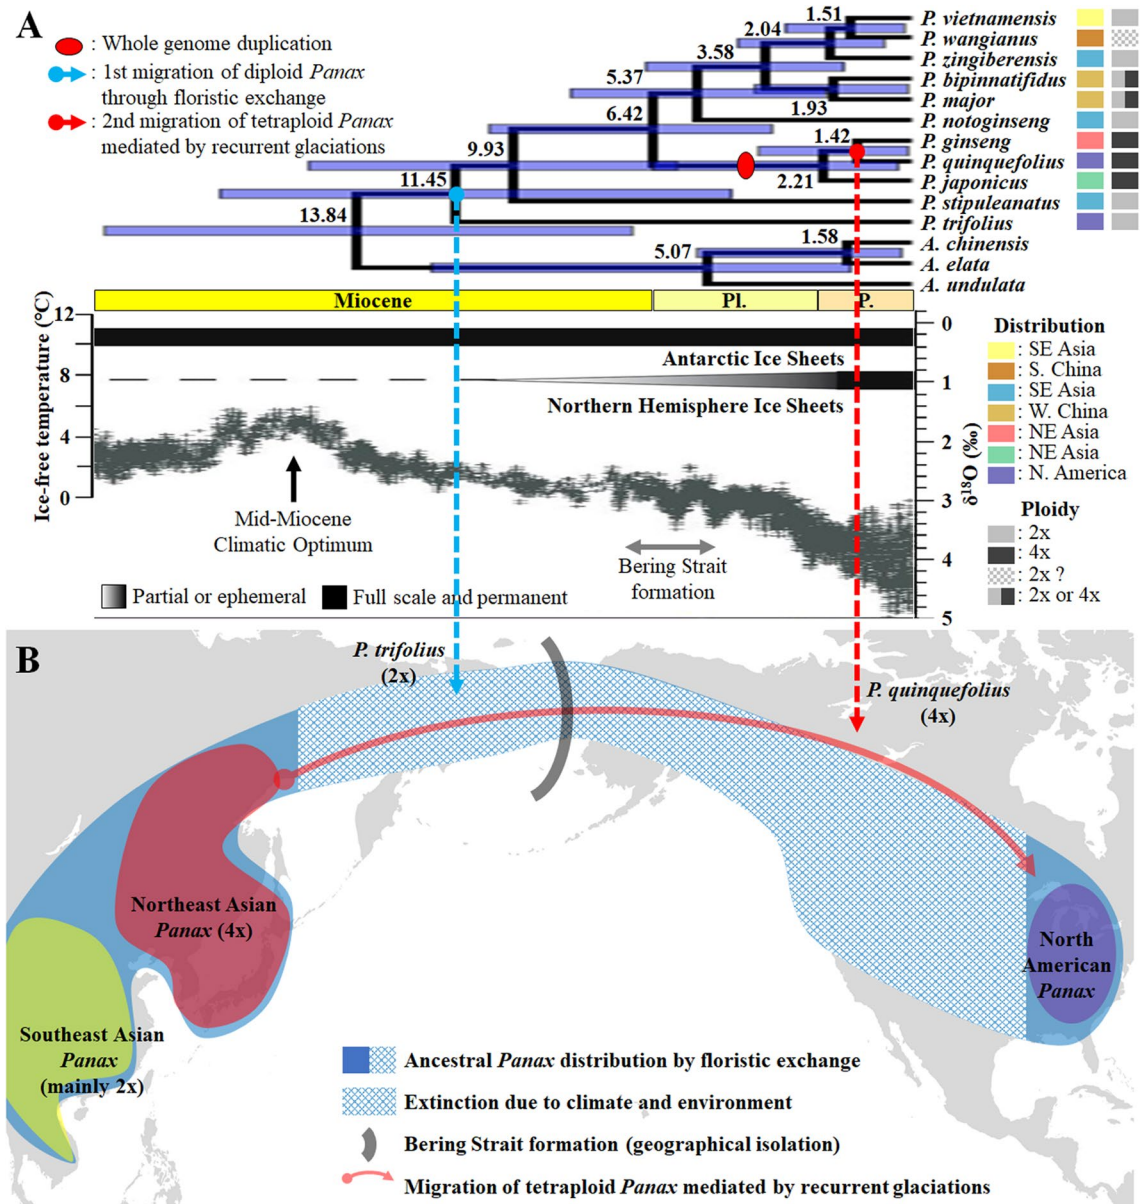 A
: Whole genome duplication
: 1st migration of diploid Panax
through floristic exchange
: 2nd migration of tetraploid Panax
mediated by recurrent glaciations
1.51
2.04
3.58
5.37
6.42
1.93
9.93
1.42
11.45
2.21
13.84
1.58
5.07
P. vietnamensis
P. wangianus
P. zingiberensis
P. bipinnatifidus
P. major
P. notoginseng
P. ginseng
P. quinquefolius
P. japonicus
P. stipuleanatus
P. trifolius
A. chinensis
A. elata
A. undulata
Miocene
Pl.
P.
Ice-free temperature (°C)
12
8
4
0
Antarctic Ice Sheets
Northern Hemisphere Ice Sheets
0
1
2
3
4
5
δ¹⁸O (‰)
Mid-Miocene
Climatic Optimum
Bering Strait
formation
Partial or ephemeral
Full scale and permanent
Distribution
: SE Asia
: S. China
: SE Asia
: W. China
: NE Asia
: NE Asia
: N. America
Ploidy
: 2x
: 4x
: 2x ?
: 2x or 4x
B
P. trifolius
(2x)
P. quinquefolius
(4x)
Northeast Asian
Panax (4x)
North
American
Panax
Southeast Asian
Panax
(mainly 2x)
Ancestral Panax distribution by floristic exchange
Extinction due to climate and environment
Bering Strait formation (geographical isolation)
Migration of tetraploid Panax mediated by recurrent glaciations